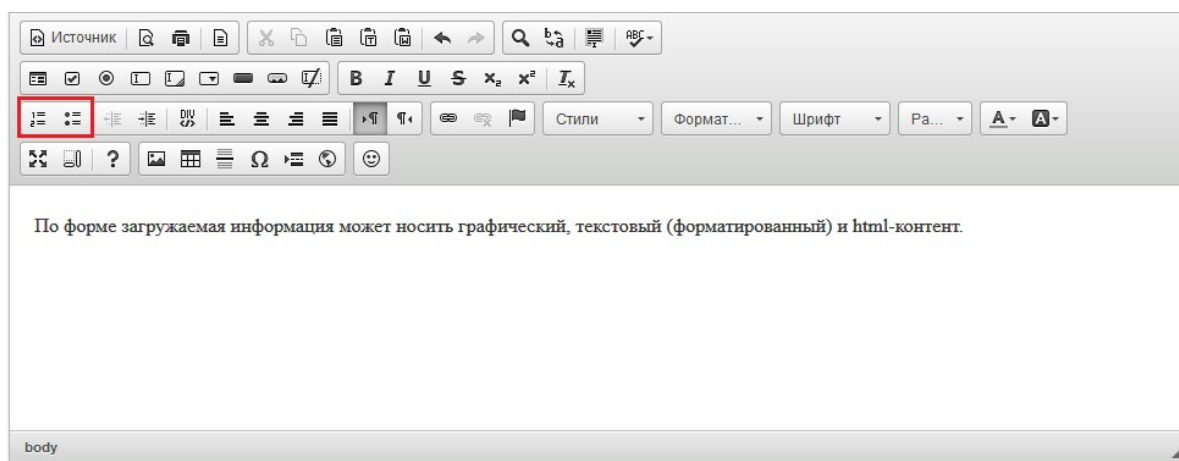 Источник ABC
B I U S x₂ x² Iₓ
DIV Стили Формат... Шрифт Ра... A A
? Ω
По форме загружаемая информация может носить графический, текстовый (форматированный) и html-контент.
body